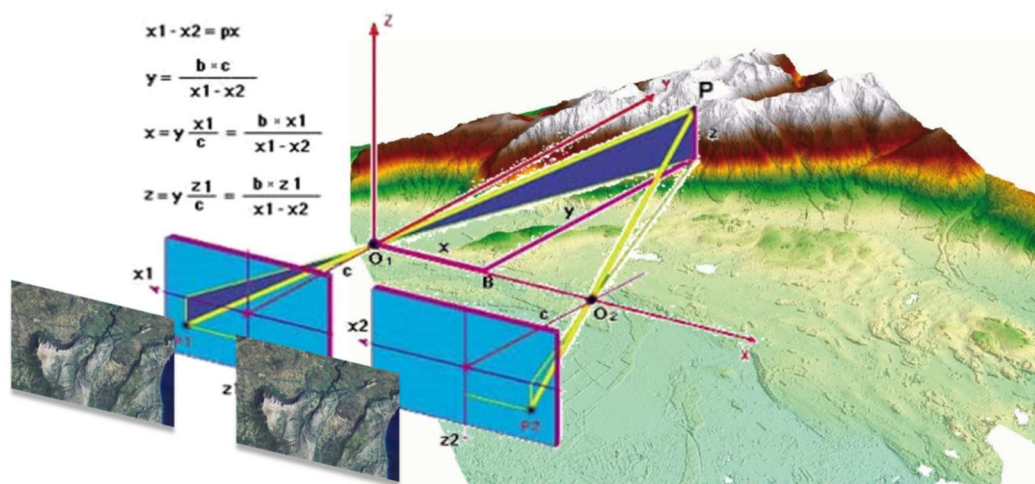 x1 - x2 = px
y = b × c / x1 - x2
x = y x1 / c = b × x1 / x1 - x2
z = y z1 / c = b × z1 / x1 - x2
Z
Y
P
z
y
x
O1
B
O2
X
c
c
x1
P1
z1
x2
P2
z2